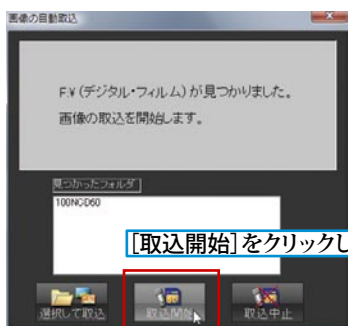 画像の自動取込
F:¥(デジタル・フィルム)が見つかりました。
画像の取込を開始します。
見つかったフォルダ
100NCD60
[取込開始]をクリックし
選択して取込
取込開始
取込中止